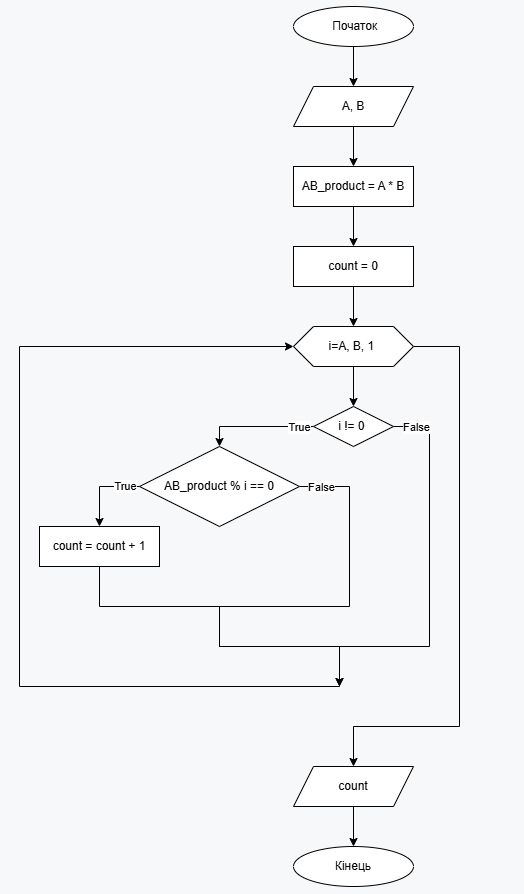 Початок
A, B
AB_product = A * B
count = 0
i=A, B, 1
i != 0
True
False
AB_product % i == 0
True
False
count = count + 1
count
Кінець